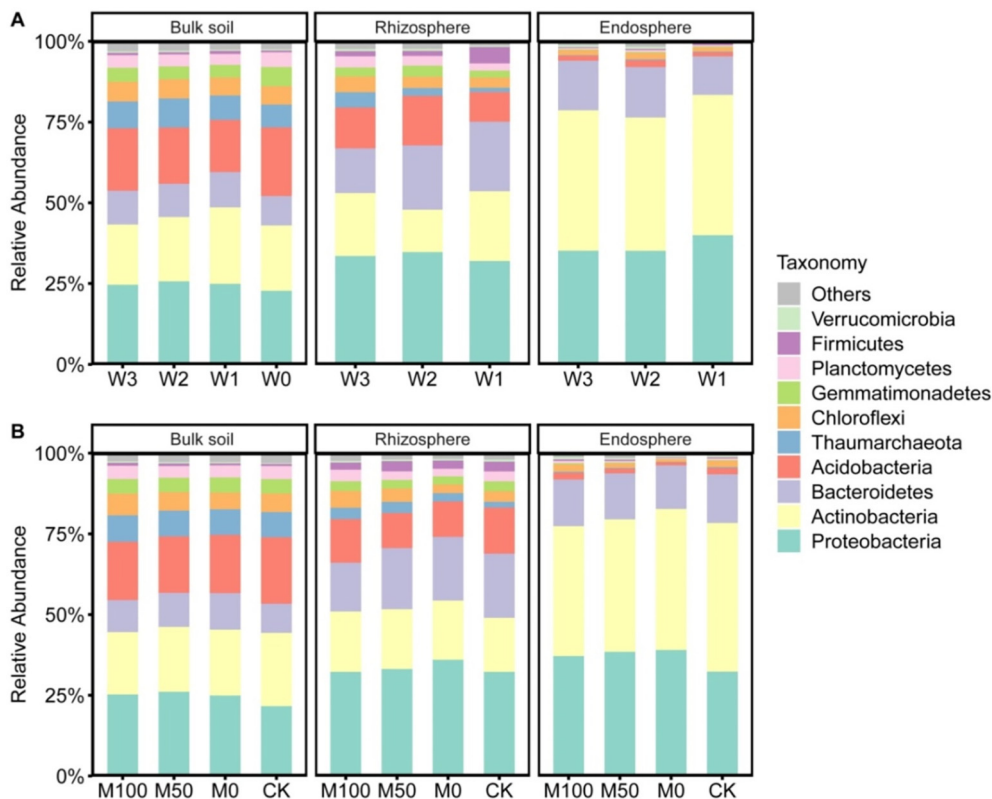 A
Bulk soil
Rhizosphere
Endosphere
100%
75%
50%
25%
0%
Relative Abundance
W3 W2 W1 W0
W3 W2 W1
W3 W2 W1
Taxonomy
Others
Verrucomicrobia
Firmicutes
Planctomycetes
Gemmatimonadetes
Chloroflexi
Thaumarchaeota
Acidobacteria
Bacteroidetes
Actinobacteria
Proteobacteria
B
Bulk soil
Rhizosphere
Endosphere
100%
75%
50%
25%
0%
Relative Abundance
M100 M50 M0 CK
M100 M50 M0 CK
M100 M50 M0 CK